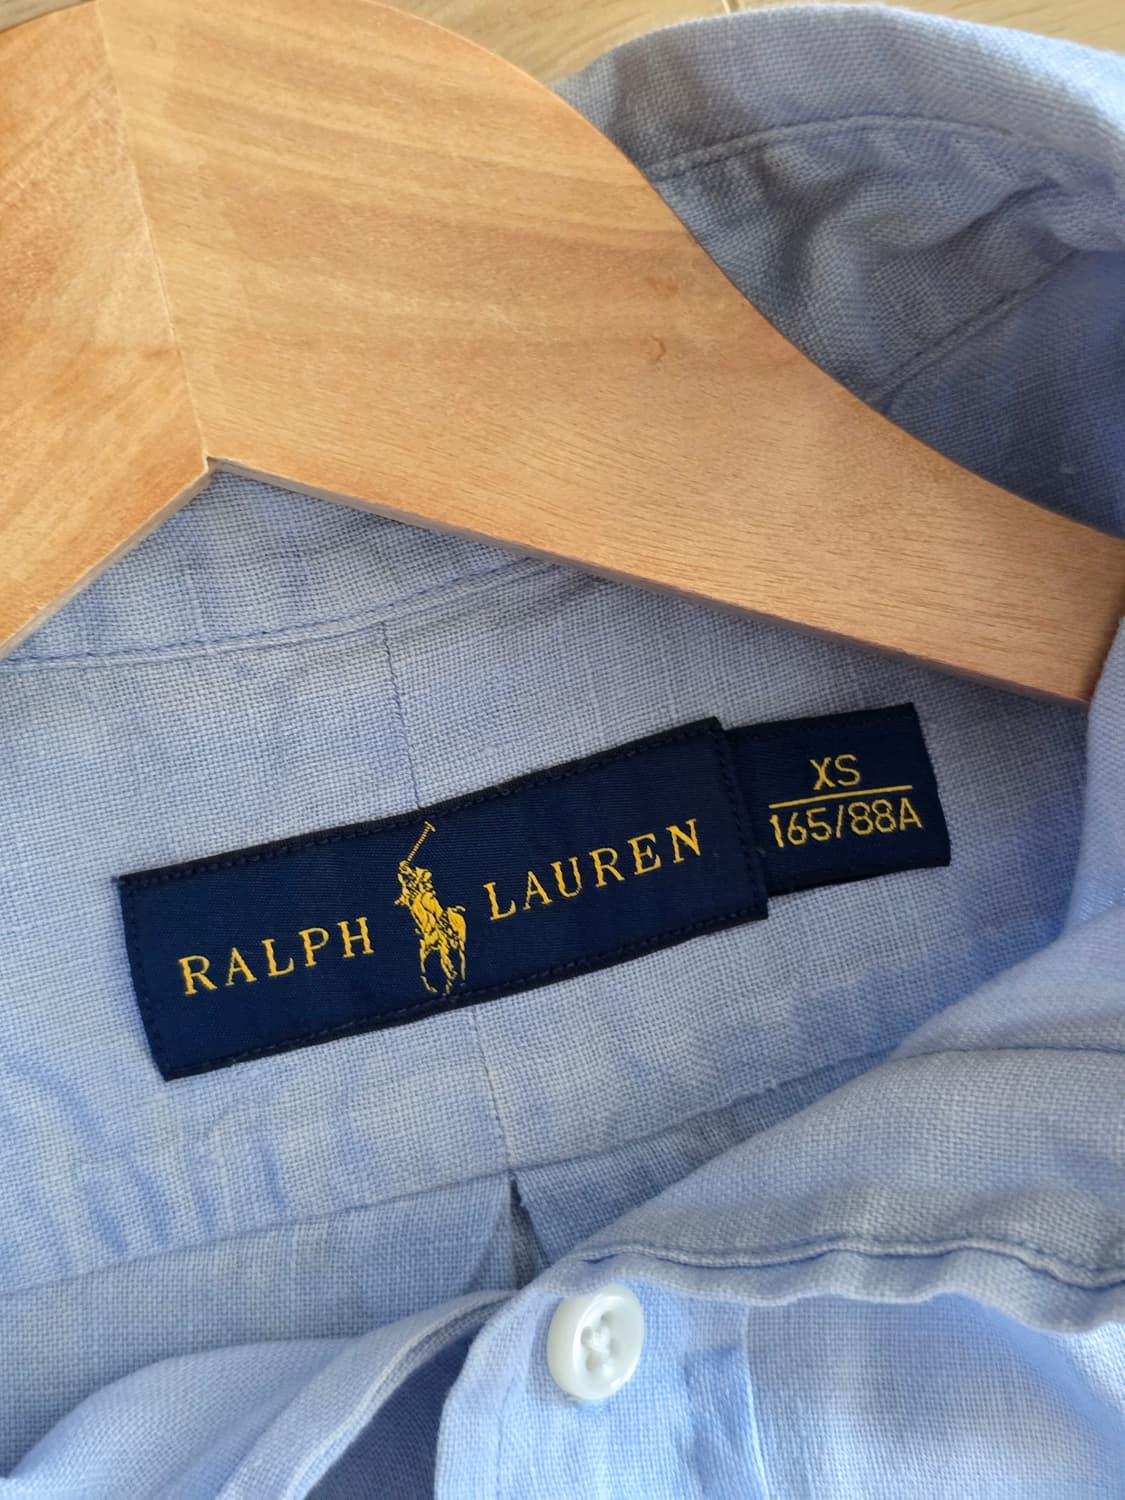 RALPH LAUREN
XS
165/88A